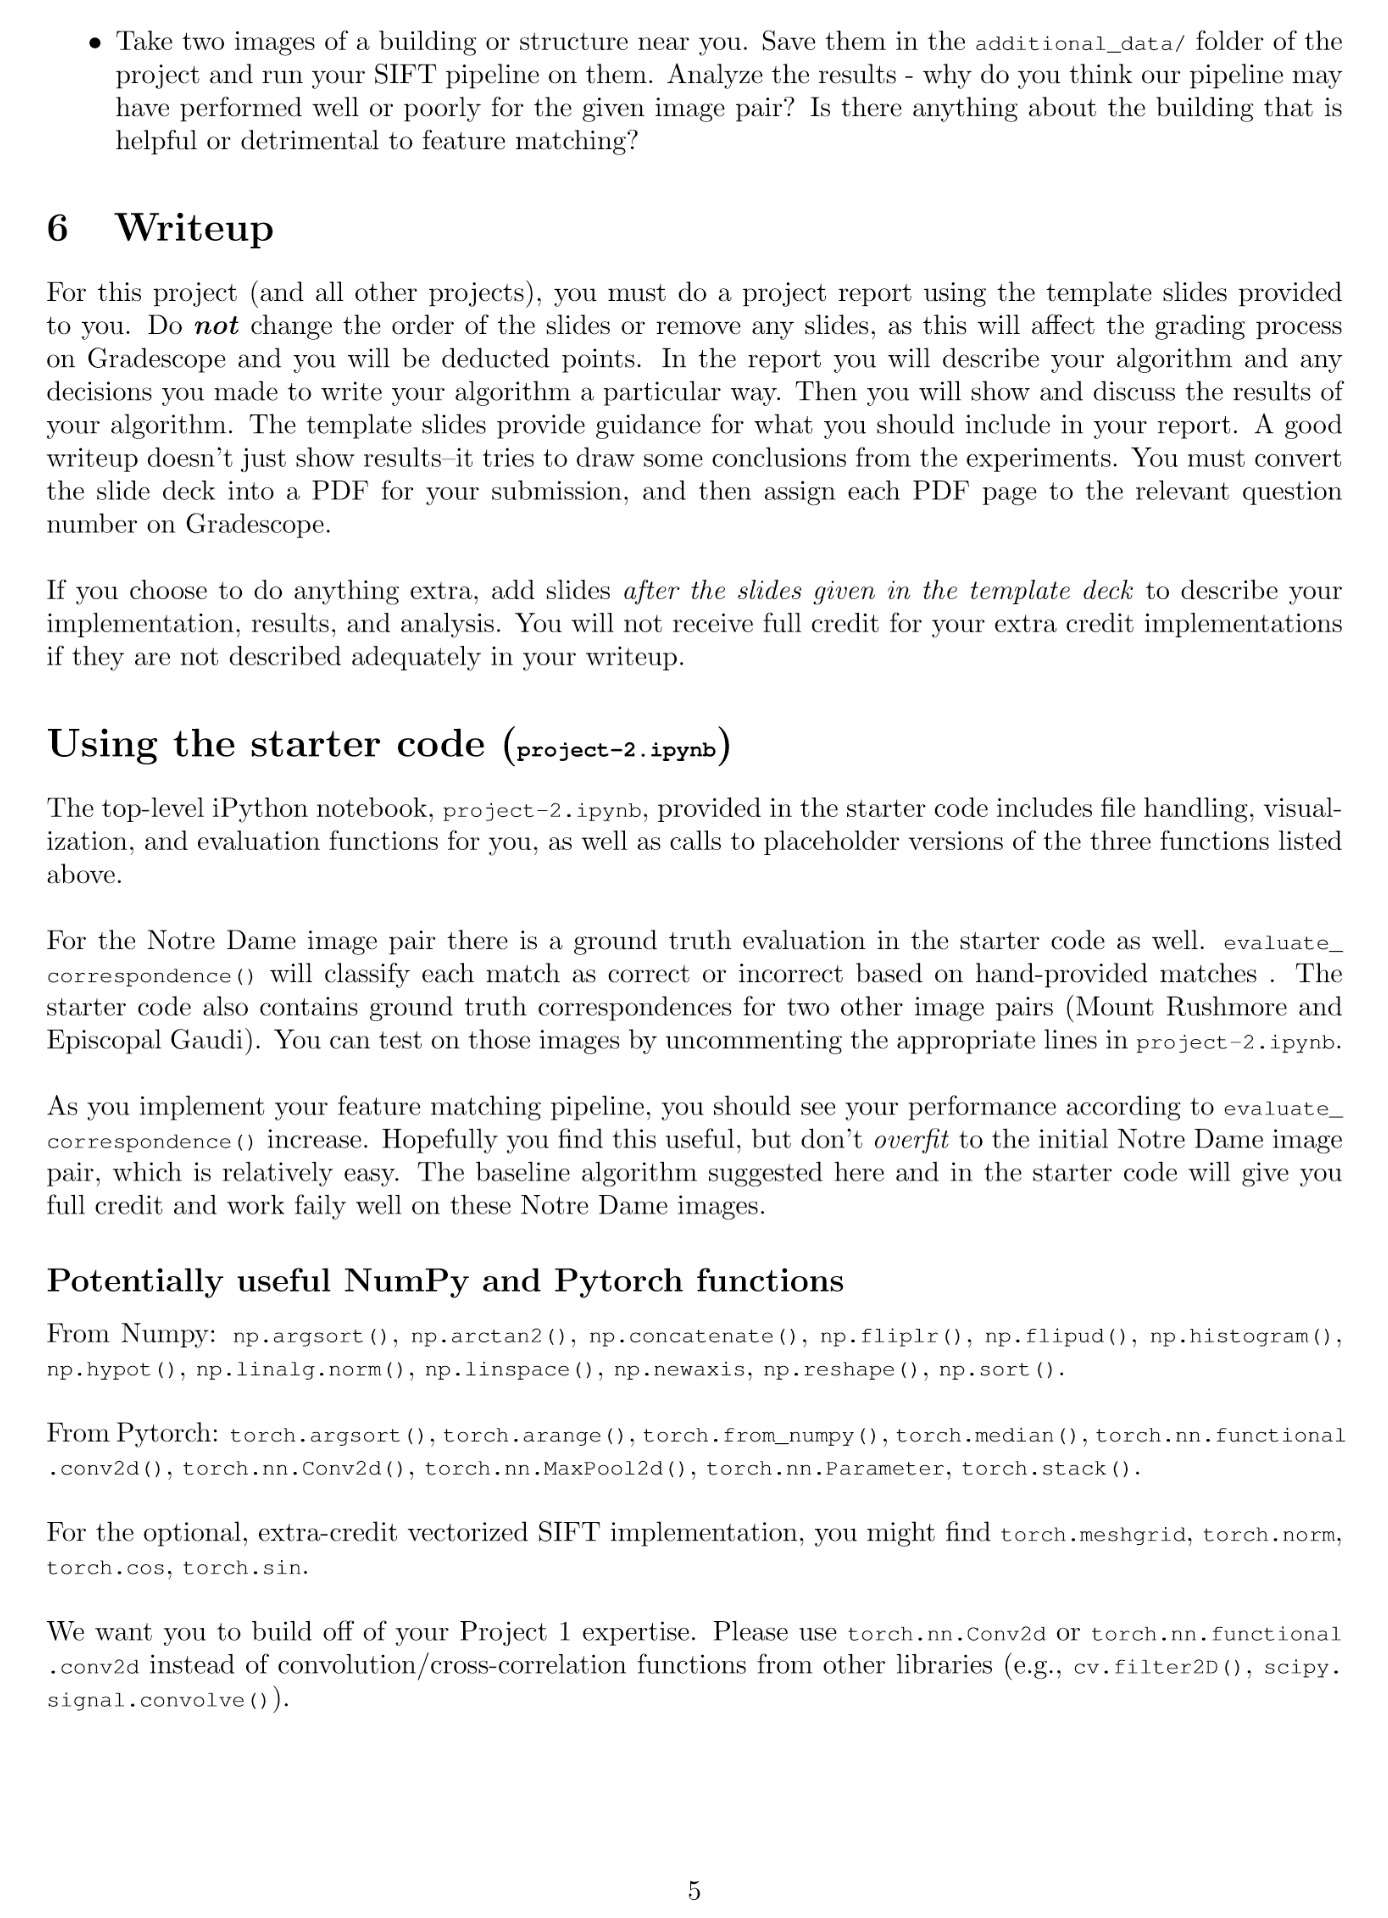 • Take two images of a building or structure near you. Save them in the additional_data/ folder of the
project and run your SIFT pipeline on them. Analyze the results - why do you think our pipeline may
have performed well or poorly for the given image pair? Is there anything about the building that is
helpful or detrimental to feature matching?
6 Writeup
For this project (and all other projects), you must do a project report using the template slides provided
to you. Do not change the order of the slides or remove any slides, as this will affect the grading process
on Gradescope and you will be deducted points. In the report you will describe your algorithm and any
decisions you made to write your algorithm a particular way. Then you will show and discuss the results of
your algorithm. The template slides provide guidance for what you should include in your report. A good
writeup doesn't just show results–it tries to draw some conclusions from the experiments. You must convert
the slide deck into a PDF for your submission, and then assign each PDF page to the relevant question
number on Gradescope.
If you choose to do anything extra, add slides after the slides given in the template deck to describe your
implementation, results, and analysis. You will not receive full credit for your extra credit implementations
if they are not described adequately in your writeup.
Using the starter code (project-2.ipynb)
The top-level iPython notebook, project-2.ipynb, provided in the starter code includes file handling, visual-
ization, and evaluation functions for you, as well as calls to placeholder versions of the three functions listed
above.
For the Notre Dame image pair there is a ground truth evaluation in the starter code as well. evaluate_
correspondence() will classify each match as correct or incorrect based on hand-provided matches . The
starter code also contains ground truth correspondences for two other image pairs (Mount Rushmore and
Episcopal Gaudi). You can test on those images by uncommenting the appropriate lines in project-2.ipynb.
As you implement your feature matching pipeline, you should see your performance according to evaluate_
correspondence() increase. Hopefully you find this useful, but don't overfit to the initial Notre Dame image
pair, which is relatively easy. The baseline algorithm suggested here and in the starter code will give you
full credit and work faily well on these Notre Dame images.
Potentially useful NumPy and Pytorch functions
From Numpy: np.argsort(), np.arctan2(), np.concatenate(), np.fliplr(), np.flipud(), np.histogram(),
np.hypot(), np.linalg.norm(), np.linspace(), np.newaxis, np.reshape(), np.sort().
From Pytorch: torch.argsort(), torch.arange(), torch.from_numpy(), torch.median(), torch.nn.functional
.conv2d(), torch.nn.Conv2d(), torch.nn.MaxPool2d(), torch.nn.Parameter, torch.stack().
For the optional, extra-credit vectorized SIFT implementation, you might find torch.meshgrid, torch.norm,
torch.cos, torch.sin.
We want you to build off of your Project 1 expertise. Please use torch.nn.Conv2d or torch.nn.functional
.conv2d instead of convolution/cross-correlation functions from other libraries (e.g., cv.filter2D(), scipy.
signal.convolve()).
5